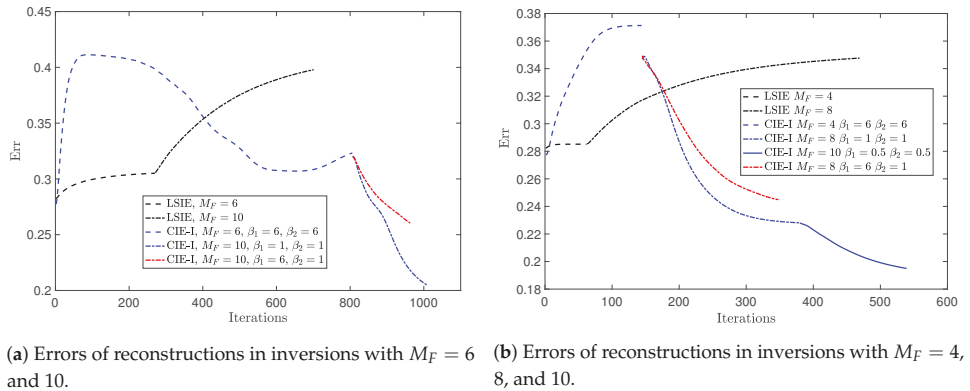 0.4
0.35
0.3
0.25
0.2
Err
0 200 400 600 800 1000
Iterations
LSIE, M_F = 6
LSIE, M_F = 10
CIE-I, M_F = 6, β_1 = 6, β_2 = 6
CIE-I, M_F = 10, β_1 = 1, β_2 = 1
CIE-I, M_F = 10, β_1 = 6, β_2 = 1
(a) Errors of reconstructions in inversions with M_F = 6
and 10.
0.38
0.36
0.34
0.32
0.3
0.28
0.26
0.24
0.22
0.2
0.18
Err
0 100 200 300 400 500 600
Iterations
LSIE M_F = 4
LSIE M_F = 8
CIE-I M_F = 4 β_1 = 6 β_2 = 6
CIE-I M_F = 8 β_1 = 1 β_2 = 1
CIE-I M_F = 10 β_1 = 0.5 β_2 = 0.5
CIE-I M_F = 8 β_1 = 6 β_2 = 1
(b) Errors of reconstructions in inversions with M_F = 4,
8, and 10.